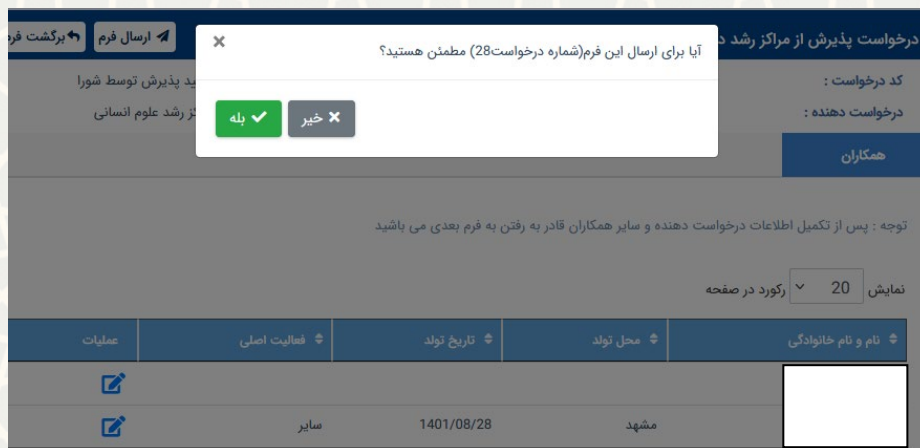 درخواست پذیرش از مراکز رشد د
ارسال فرم
برگشت فرم
آیا برای ارسال این فرم(شماره درخواست28) مطمئن هستید؟
خیر
بله
کد درخواست :
پذیرش توسط شورا
درخواست دهنده :
رشد علوم انسانی
همکاران
توجه : پس از تکمیل اطلاعات درخواست دهنده و سایر همکاران قادر به رفتن به فرم بعدی می باشید
نمایش 20 رکورد در صفحه
نام و نام خانوادگی محل تولد تاریخ تولد فعالیت اصلی عملیات
مشهد 1401/08/28 سایر